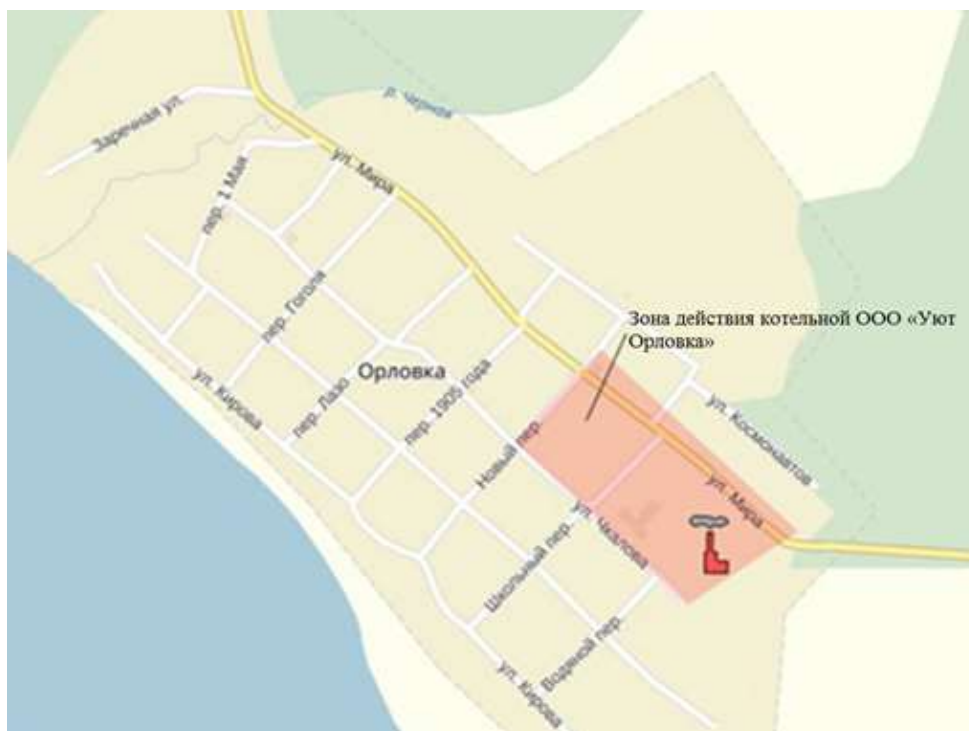 р. Черная
Заречная ул.
ул. Мира
пер. 1 Мая
пер. Гоголя
Зона действия котельной ООО «Уют
Орловка»
Орловка
ул. Кирова
пер. Лазо
пер. 1905 года
ул. Космонавтов
Новый пер.
ул. Мира
ул. Чкалова
Школьный пер.
Водяной пер.
ул. Кирова